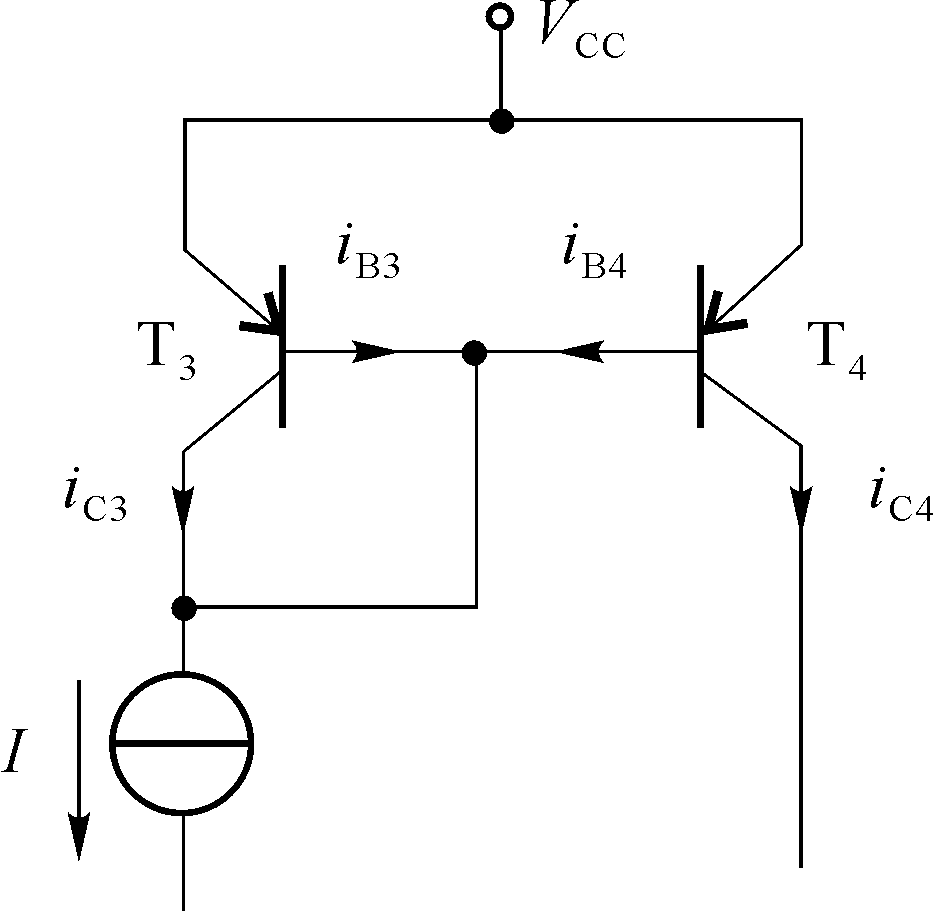 V_CC
i_B3 i_B4
T_3 T_4
i_C3 i_C4
I